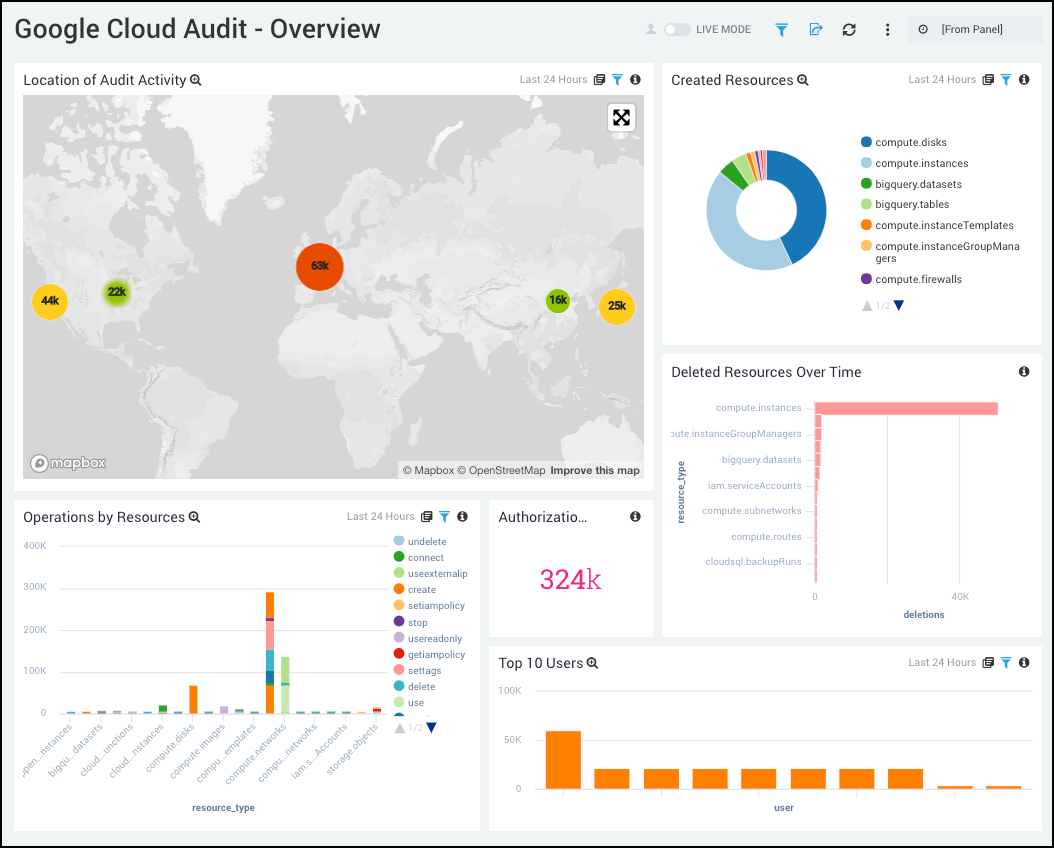 Google Cloud Audit - Overview
LIVE MODE
[From Panel]
Location of Audit Activity
Last 24 Hours
44k
22k
63k
16k
25k
mapbox
© Mapbox © OpenStreetMap Improve this map
Created Resources
Last 24 Hours
compute.disks
compute.instances
bigquery.datasets
bigquery.tables
compute.instanceTemplates
compute.instanceGroupMana
gers
compute.firewalls
1/2
Deleted Resources Over Time
resource_type
compute.instances
pute.instanceGroupManagers
bigquery.datasets
iam.serviceAccounts
compute.subnetworks
compute.routes
cloudsql.backupRuns
0
40K
deletions
Operations by Resources
Last 24 Hours
400K
300K
200K
100K
0
ypen...nstances
bigqu...datasets
cloud...unctions
cloud...nstances
compute.disks
compute.images
compu...emplates
compute.networks
compu...networks
iam.s...Accounts
storage.objects
resource_type
undelete
connect
useexternalip
create
setiampolicy
stop
usereadonly
getiampolicy
settags
delete
use
1/2
Authorizatio...
324k
Top 10 Users
Last 24 Hours
100K
50K
0
user